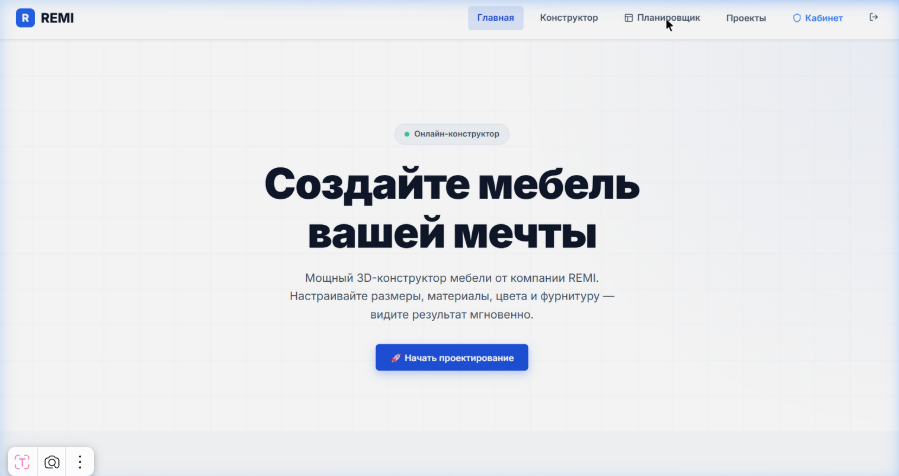 R REMI
Главная Конструктор Планировщик Проекты Кабинет
Онлайн-конструктор
Создайте мебель
вашей мечты
Мощный 3D-конструктор мебели от компании REMI.
Настраивайте размеры, материалы, цвета и фурнитуру —
видите результат мгновенно.
🚀 Начать проектирование
T